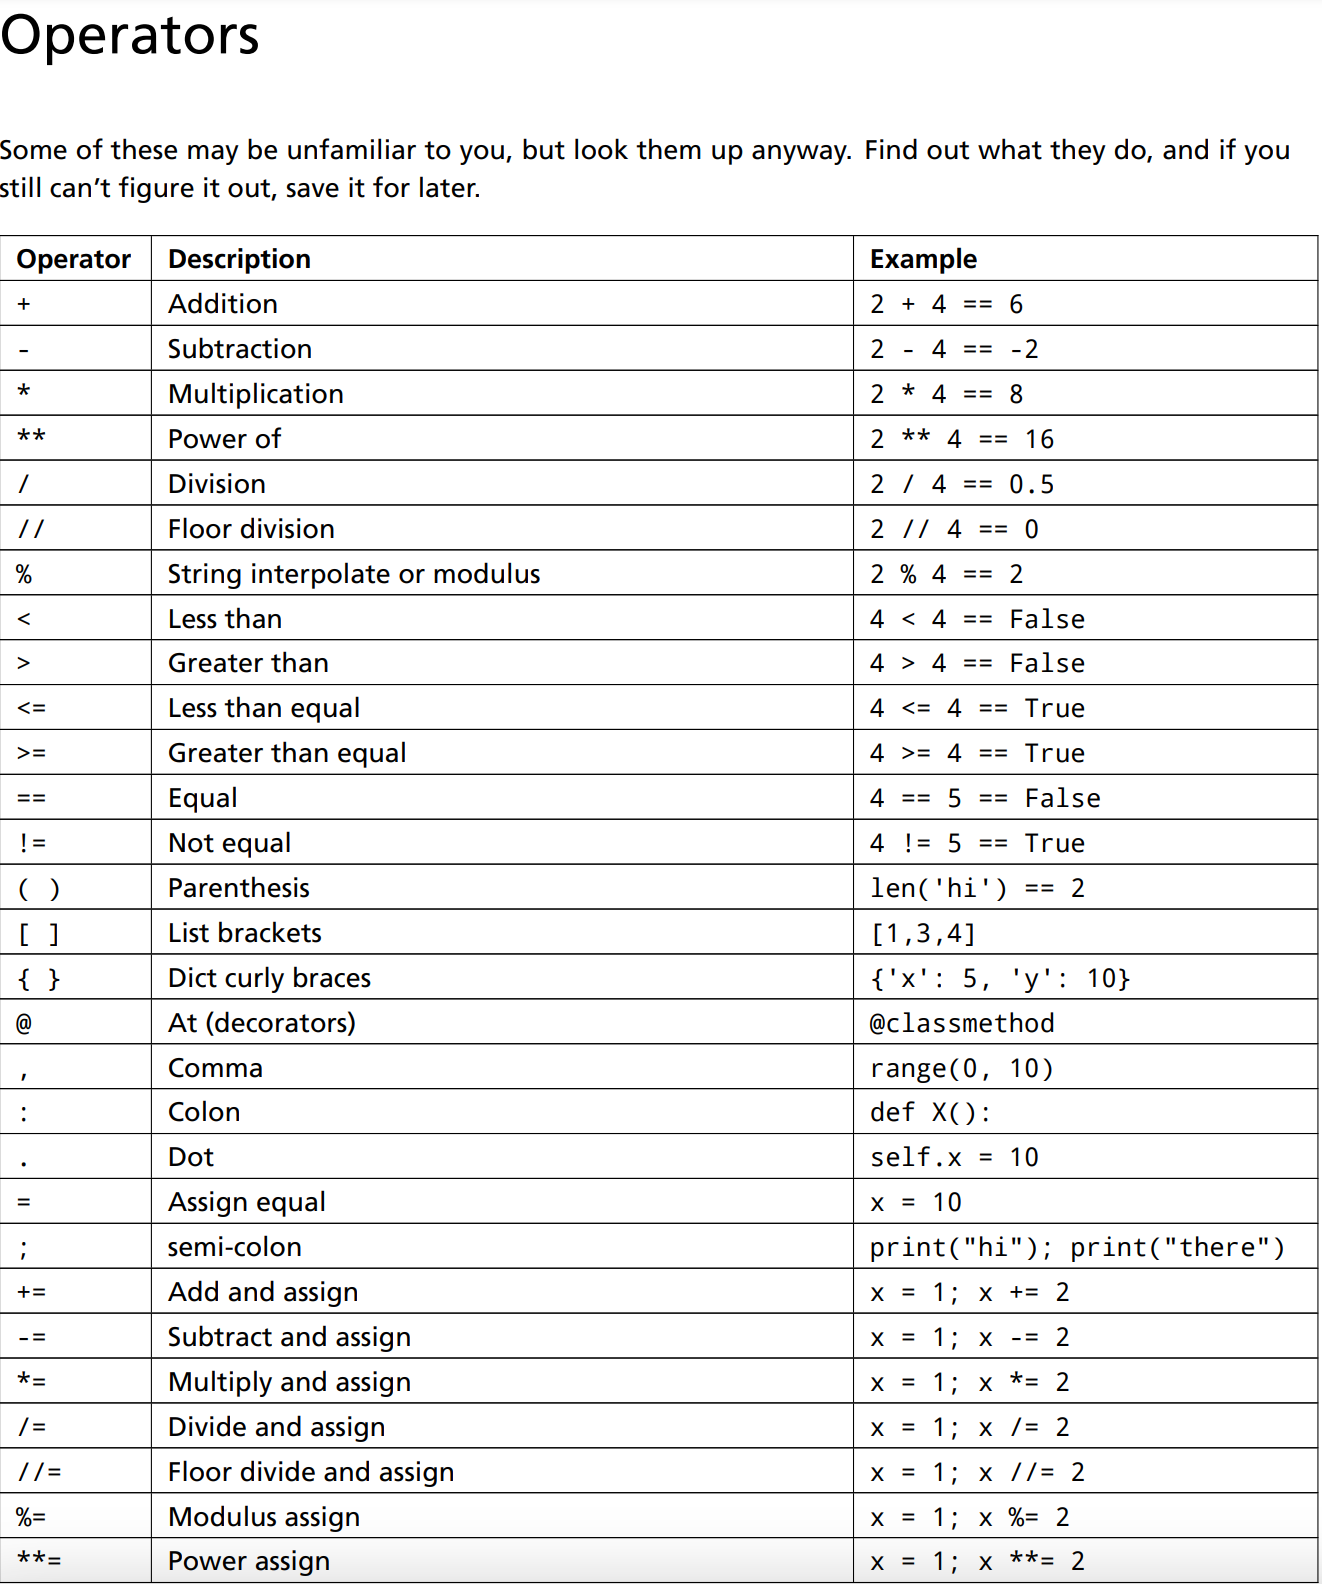 Operators
Some of these may be unfamiliar to you, but look them up anyway. Find out what they do, and if you
still can’t figure it out, save it for later.
Operator Description Example
+ Addition 2 + 4 == 6
- Subtraction 2 - 4 == -2
* Multiplication 2 * 4 == 8
** Power of 2 ** 4 == 16
/ Division 2 / 4 == 0.5
// Floor division 2 // 4 == 0
% String interpolate or modulus 2 % 4 == 2
< Less than 4 < 4 == False
> Greater than 4 > 4 == False
<= Less than equal 4 <= 4 == True
>= Greater than equal 4 >= 4 == True
== Equal 4 == 5 == False
!= Not equal 4 != 5 == True
( ) Parenthesis len('hi') == 2
[ ] List brackets [1,3,4]
{ } Dict curly braces {'x': 5, 'y': 10}
@ At (decorators) @classmethod
, Comma range(0, 10)
: Colon def X():
. Dot self.x = 10
= Assign equal x = 10
; semi-colon print("hi"); print("there")
+= Add and assign x = 1; x += 2
-= Subtract and assign x = 1; x -= 2
*= Multiply and assign x = 1; x *= 2
/= Divide and assign x = 1; x /= 2
//= Floor divide and assign x = 1; x //= 2
%= Modulus assign x = 1; x %= 2
**= Power assign x = 1; x **= 2